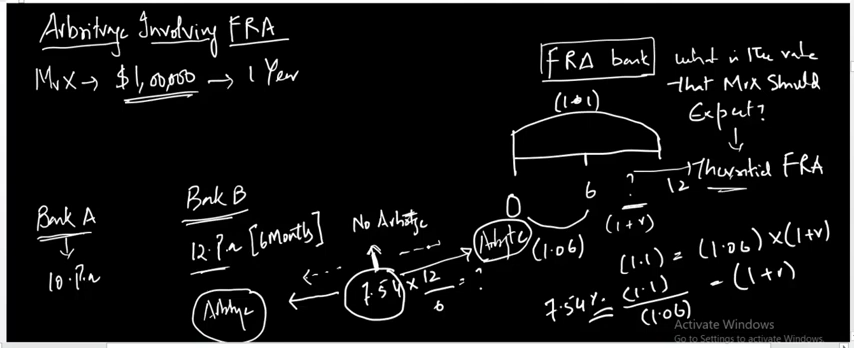 Arbitrage Involving FRA
Mr X → $1,00,000 → 1 Year
FRA bank
What is the rate
that Mr X Should
Expect?
(1.1)
0
6
?
12
Theoretical FRA
(1+r)
(1.06)
Bank A
10% P.a
Bank B
12% P.a [6 Months]
No Arbitrage
Arbtge
Arbtge
7.54 × 12/6 = ?
(1.1) = (1.06) × (1+r)
7.54% (1.1)/(1.06) = (1+r)
Activate Windows
Go to Settings to activate Windows.